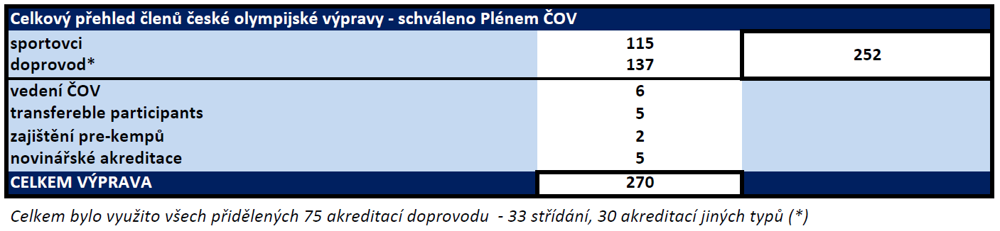 Celkový přehled členů české olympijské výpravy - schváleno Plénem ČOV
sportovci 115
252
doprovod* 137
vedení ČOV 6
transfereble participants 5
zajištění pre-kempů 2
novinářské akreditace 5
CELKEM VÝPRAVA 270
Celkem bylo využito všech přidělených 75 akreditací doprovodu - 33 střídání, 30 akreditací jiných typů (*)